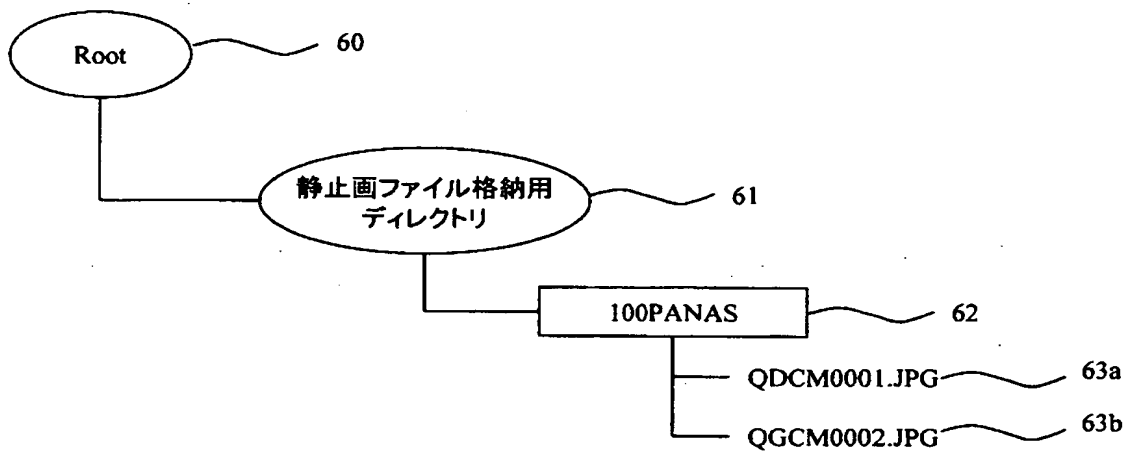 Root
60
静止画ファイル格納用
ディレクトリ
61
100PANAS
62
QDCM0001.JPG
63a
QGCM0002.JPG
63b